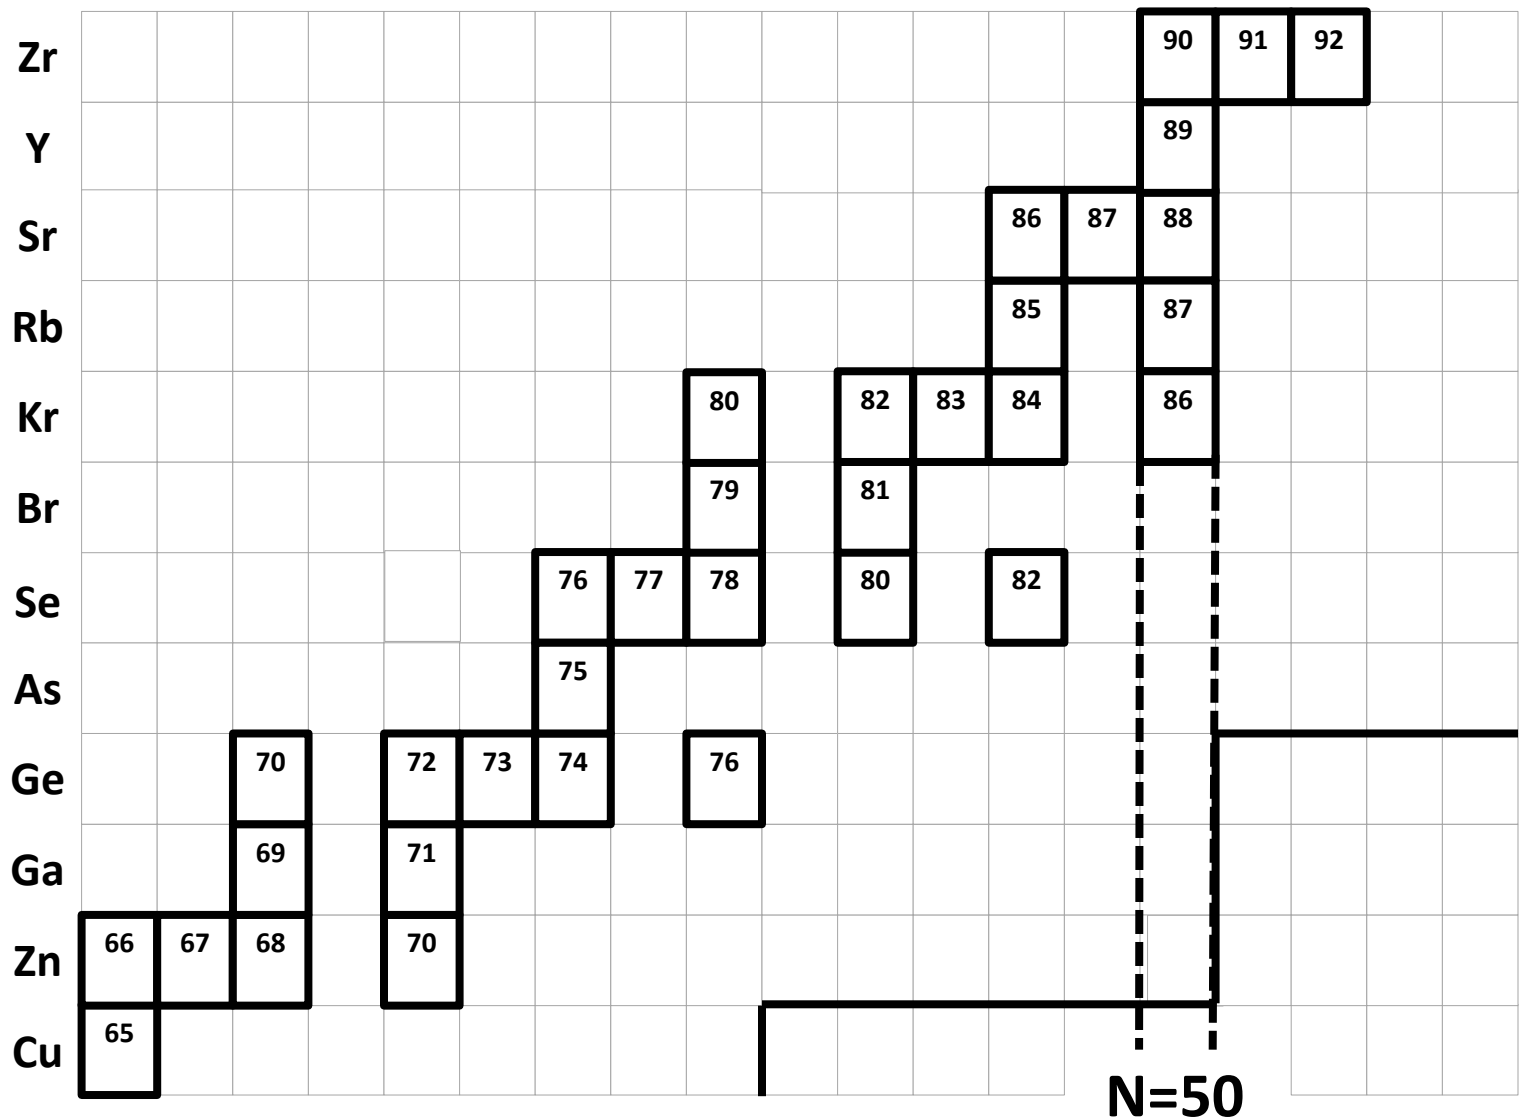 Zr 90 91 92
Y 89
Sr 86 87 88
Rb 85 87
Kr 80 82 83 84 86
Br 79 81
Se 76 77 78 80 82
As 75
Ge 70 72 73 74 76
Ga 69 71
Zn 66 67 68 70
Cu 65
N=50